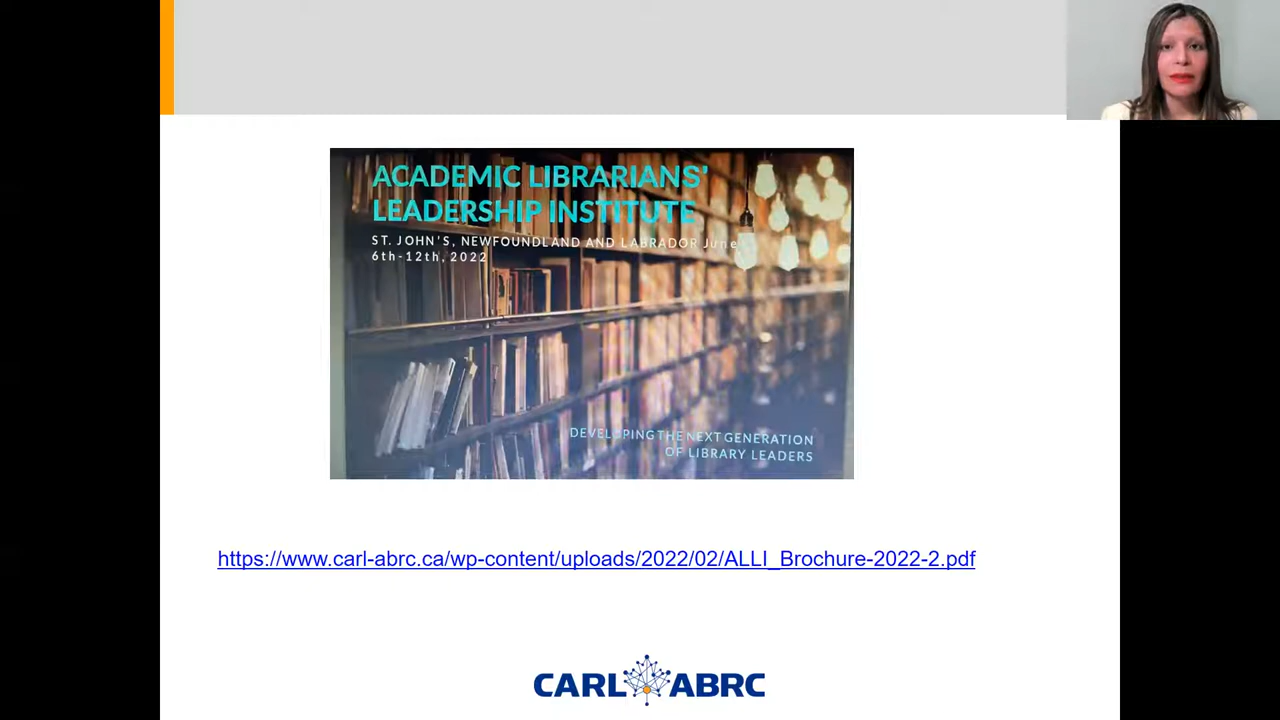 ACADEMIC LIBRARIANS'
LEADERSHIP INSTITUTE
ST. JOHN'S, NEWFOUNDLAND AND LABRADOR June
6th-12th, 2022
DEVELOPING THE NEXT GENERATION
OF LIBRARY LEADERS
https://www.carl-abrc.ca/wp-content/uploads/2022/02/ALLI_Brochure-2022-2.pdf
CARL ABRC